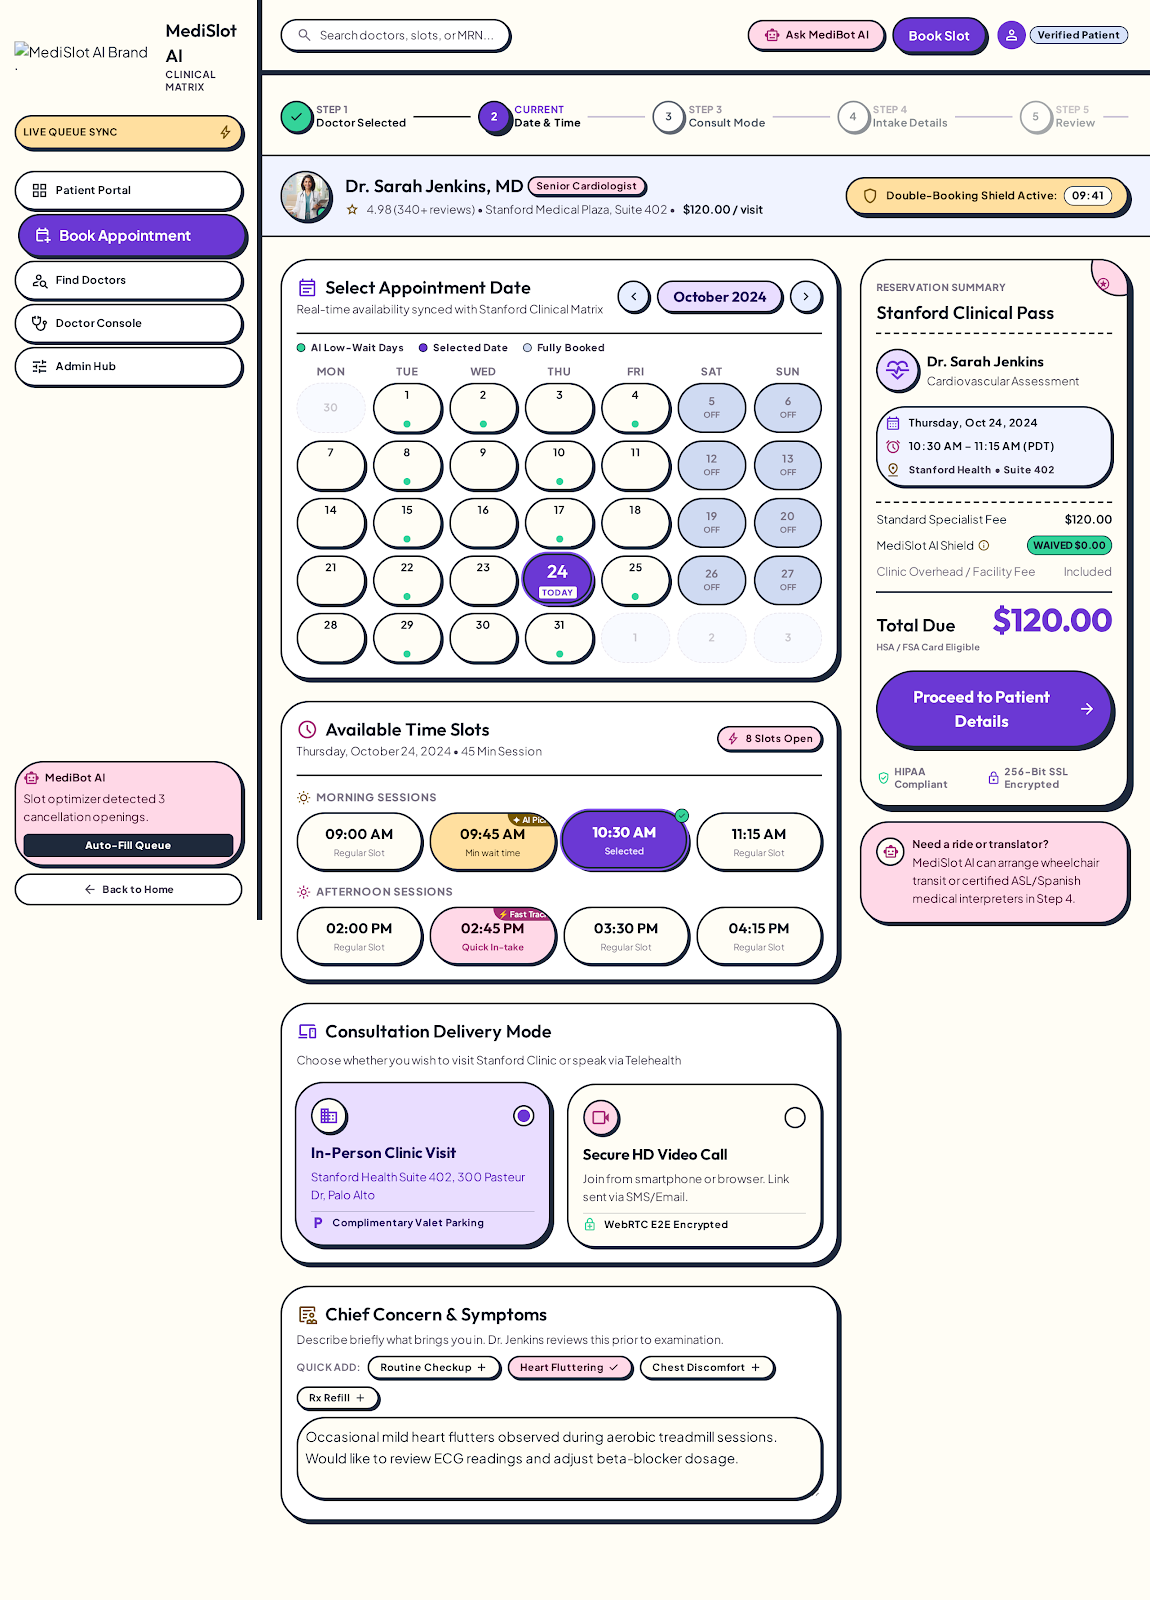 MediSlot AI Brand
MediSlot
AI
CLINICAL
MATRIX
LIVE QUEUE SYNC
Patient Portal
Book Appointment
Find Doctors
Doctor Console
Admin Hub
MediBot AI
Slot optimizer detected 3
cancellation openings.
Auto-Fill Queue
Back to Home
Search doctors, slots, or MRN...
Ask MediBot AI
Book Slot
Verified Patient
STEP 1
Doctor Selected
2
CURRENT
Date & Time
3
STEP 3
Consult Mode
4
STEP 4
Intake Details
5
STEP 5
Review
Dr. Sarah Jenkins, MD
Senior Cardiologist
4.98 (340+ reviews) • Stanford Medical Plaza, Suite 402 • $120.00 / visit
Double-Booking Shield Active: 09:41
Select Appointment Date
Real-time availability synced with Stanford Clinical Matrix
October 2024
AI Low-Wait Days
Selected Date
Fully Booked
MON TUE WED THU FRI SAT SUN
30 1 2 3 4 5 OFF 6 OFF
7 8 9 10 11 12 OFF 13 OFF
14 15 16 17 18 19 OFF 20 OFF
21 22 23 24 TODAY 25 26 OFF 27 OFF
28 29 30 31 1 2 3
Available Time Slots
Thursday, October 24, 2024 • 45 Min Session
8 Slots Open
MORNING SESSIONS
09:00 AM
Regular Slot
AI Pic
09:45 AM
Min wait time
10:30 AM
Selected
11:15 AM
Regular Slot
AFTERNOON SESSIONS
02:00 PM
Regular Slot
Fast Trac
02:45 PM
Quick In-take
03:30 PM
Regular Slot
04:15 PM
Regular Slot
Consultation Delivery Mode
Choose whether you wish to visit Stanford Clinic or speak via Telehealth
In-Person Clinic Visit
Stanford Health Suite 402, 300 Pasteur
Dr, Palo Alto
P Complimentary Valet Parking
Secure HD Video Call
Join from smartphone or browser. Link
sent via SMS/Email.
WebRTC E2E Encrypted
Chief Concern & Symptoms
Describe briefly what brings you in. Dr. Jenkins reviews this prior to examination.
QUICK ADD:
Routine Checkup +
Heart Fluttering ✓
Chest Discomfort +
Rx Refill +
Occasional mild heart flutters observed during aerobic treadmill sessions.
Would like to review ECG readings and adjust beta-blocker dosage.
RESERVATION SUMMARY
Stanford Clinical Pass
Dr. Sarah Jenkins
Cardiovascular Assessment
Thursday, Oct 24, 2024
10:30 AM – 11:15 AM (PDT)
Stanford Health • Suite 402
Standard Specialist Fee $120.00
MediSlot AI Shield WAIVED $0.00
Clinic Overhead / Facility Fee Included
Total Due $120.00
HSA / FSA Card Eligible
Proceed to Patient
Details
HIPAA
Compliant
256-Bit SSL
Encrypted
Need a ride or translator?
MediSlot AI can arrange wheelchair
transit or certified ASL/Spanish
medical interpreters in Step 4.